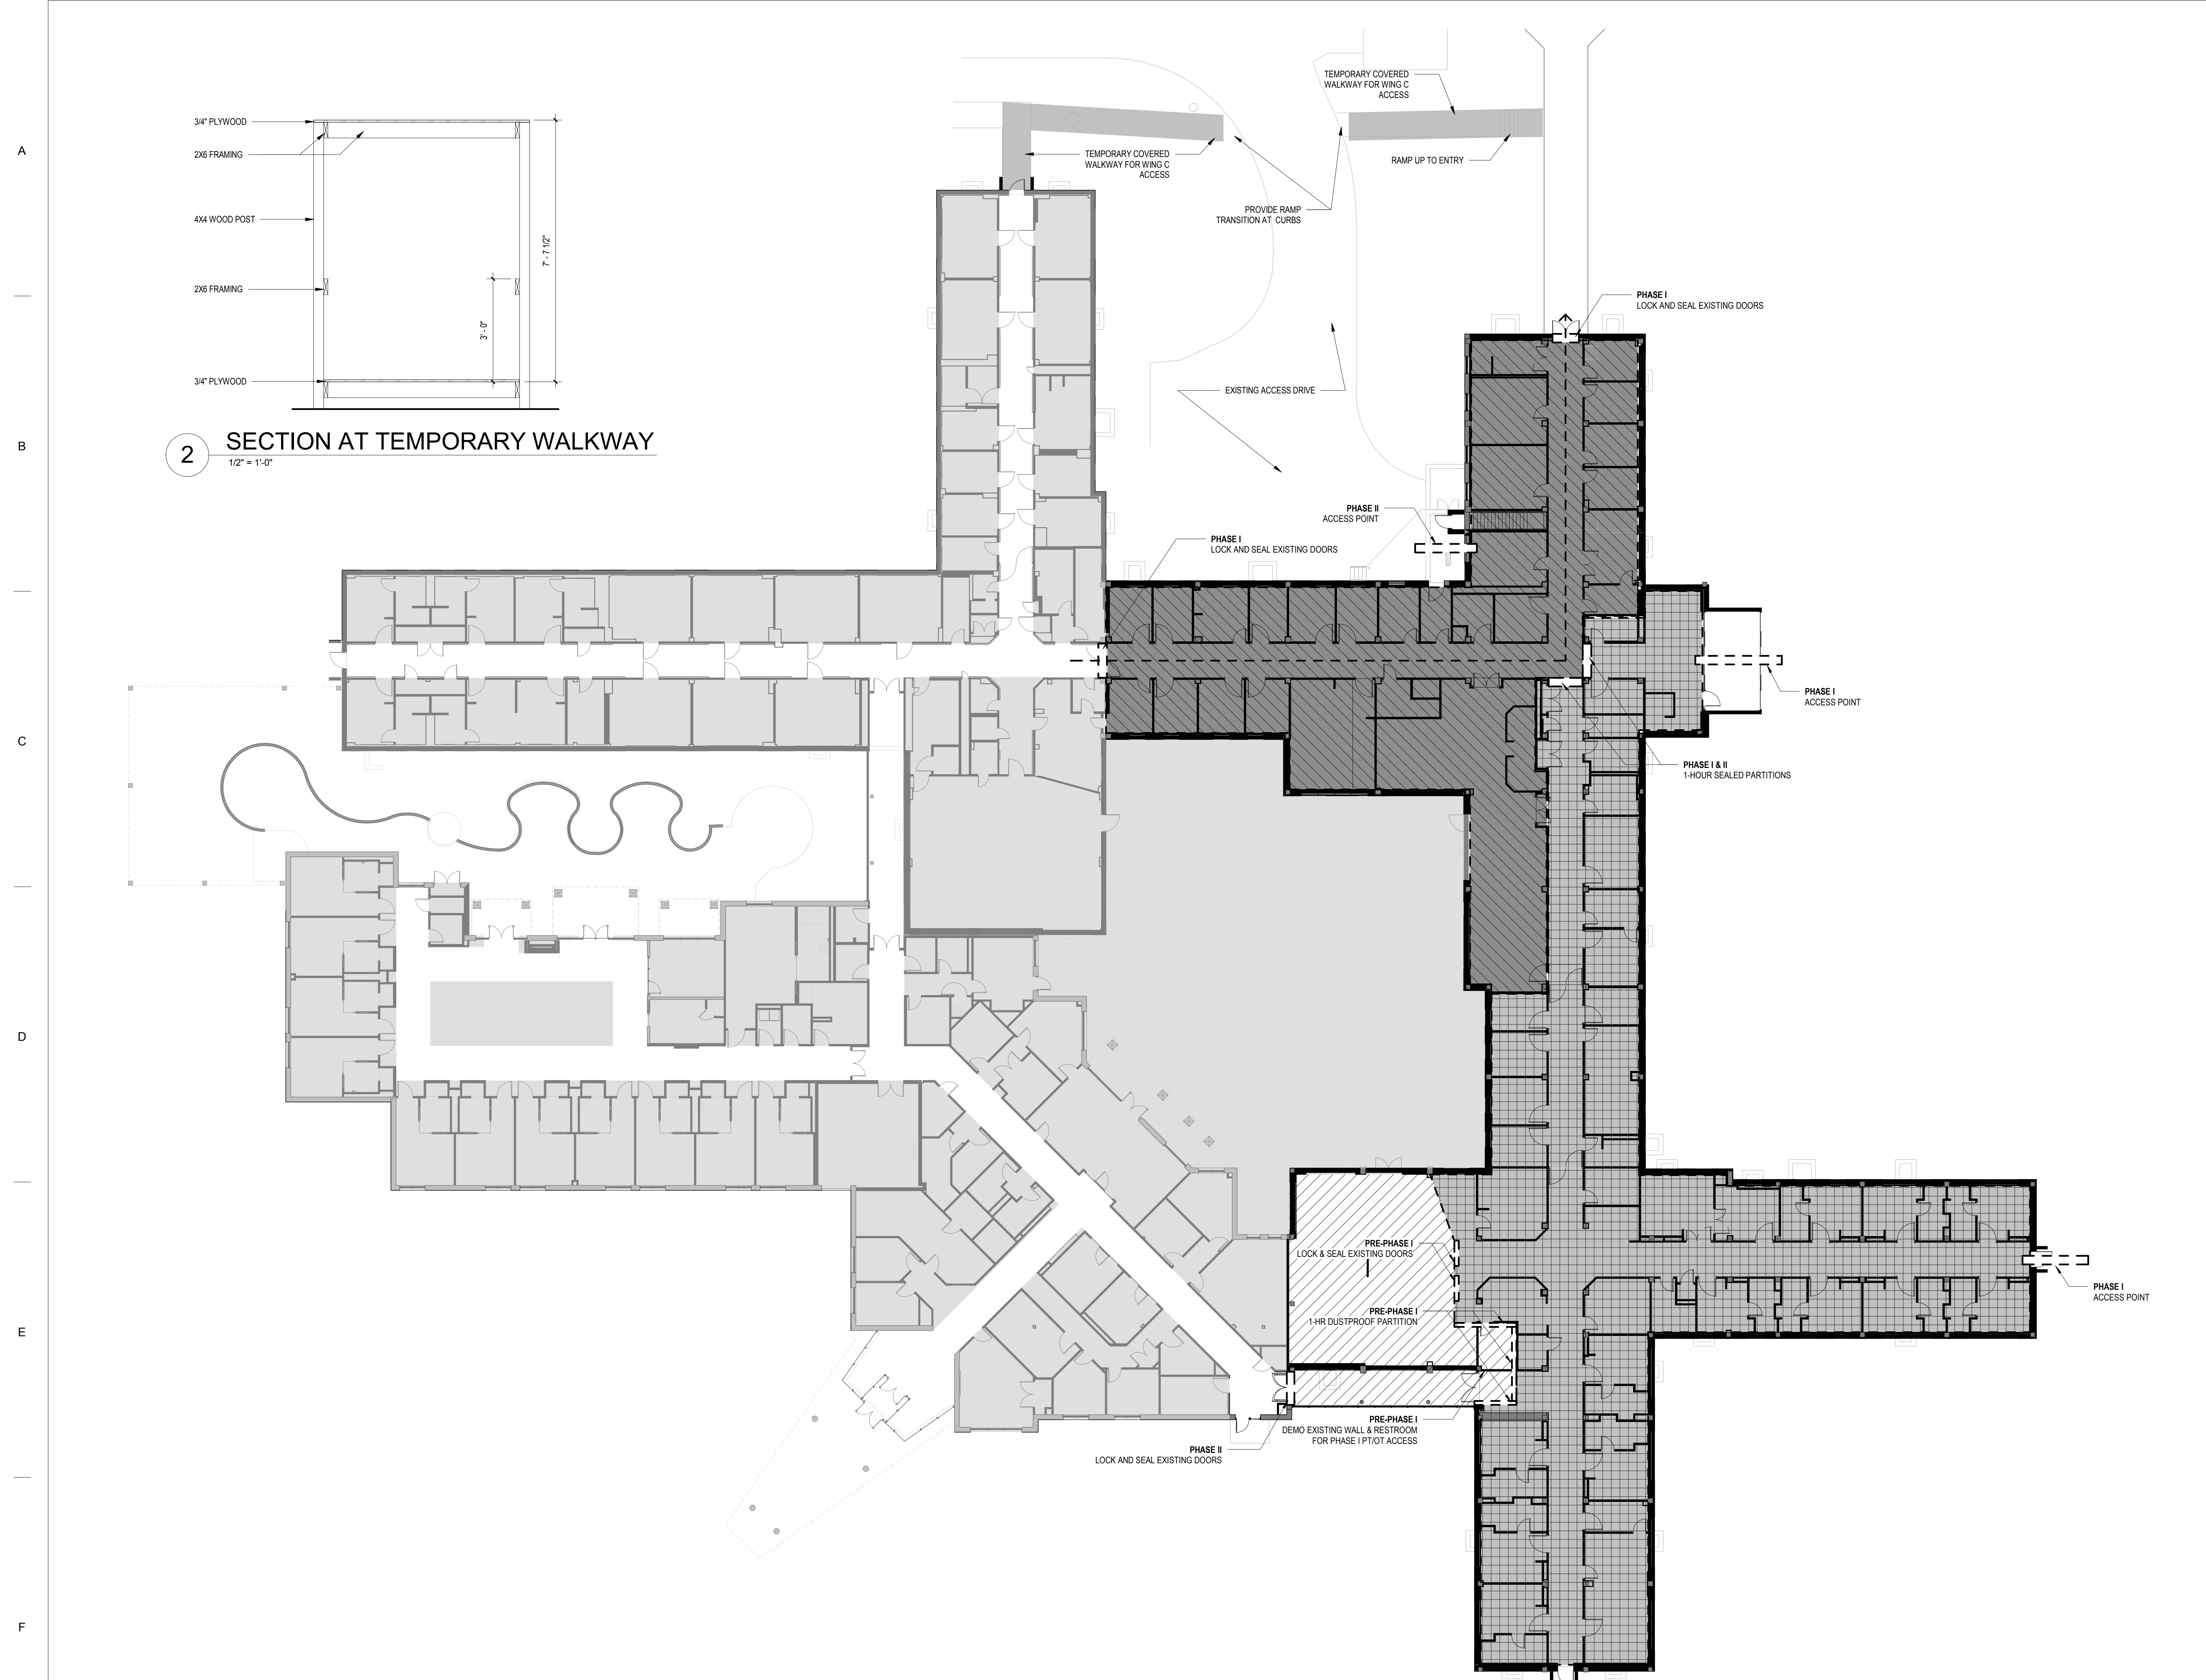 TEMPORARY COVERED
WALKWAY FOR WING C
ACCESS
3/4" PLYWOOD
A
2X6 FRAMING
TEMPORARY COVERED
WALKWAY FOR WING C
ACCESS
RAMP UP TO ENTRY
4X4 WOOD POST
PROVIDE RAMP
TRANSITION AT CURBS
7' - 7 1/2"
2X6 FRAMING
3' - 0"
3/4" PLYWOOD
PHASE I
LOCK AND SEAL EXISTING DOORS
EXISTING ACCESS DRIVE
B
2
SECTION AT TEMPORARY WALKWAY
1/2" = 1'-0"
PHASE II
ACCESS POINT
PHASE I
LOCK AND SEAL EXISTING DOORS
PHASE I
ACCESS POINT
C
PHASE I & II
1-HOUR SEALED PARTITIONS
D
PRE-PHASE I
LOCK & SEAL EXISTING DOORS
PHASE I
ACCESS POINT
PRE-PHASE I
1-HR DUSTPROOF PARTITION
E
PRE-PHASE I
DEMO EXISTING WALL & RESTROOM
FOR PHASE I PT/OT ACCESS
PHASE II
LOCK AND SEAL EXISTING DOORS
F